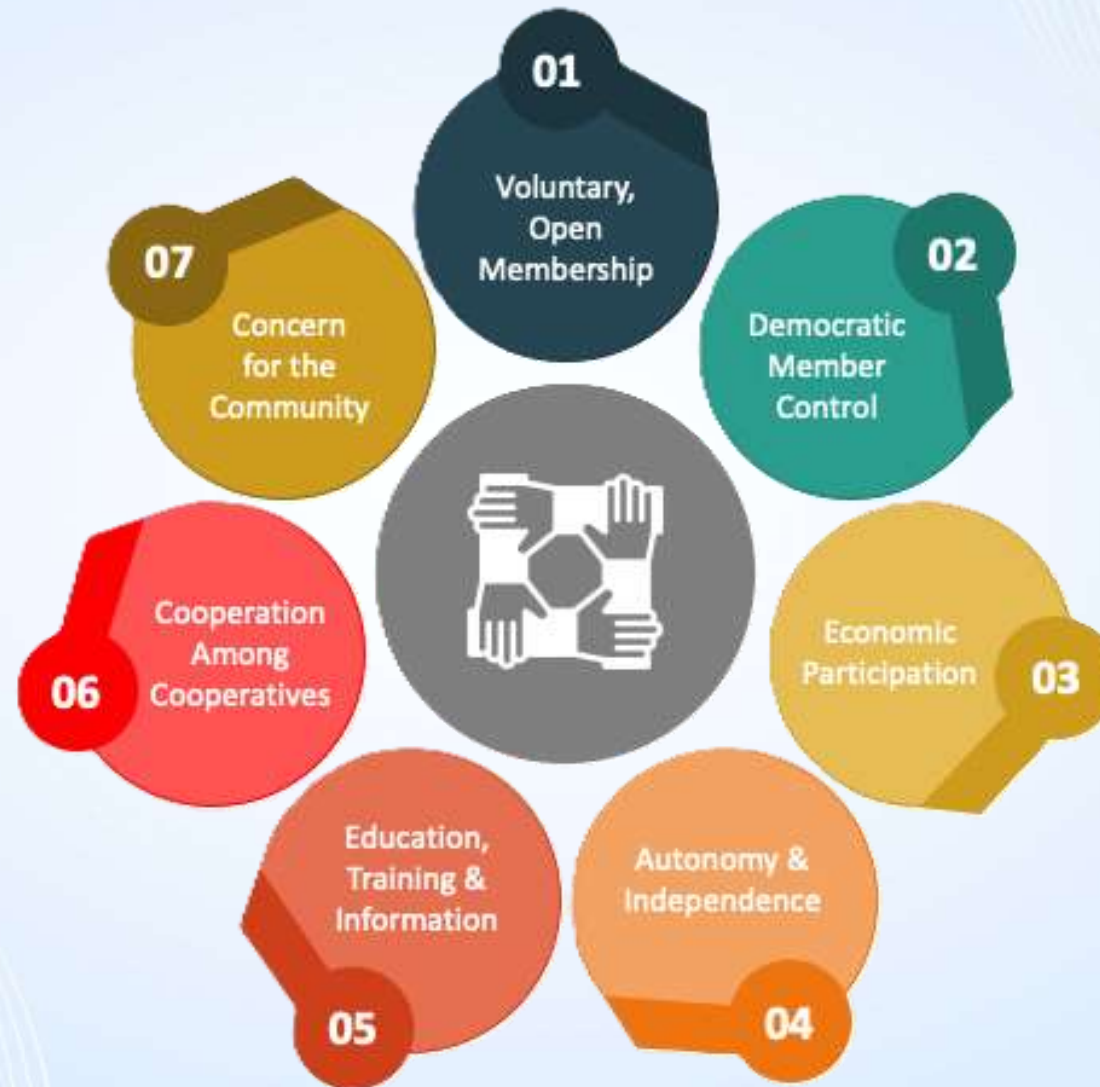 01
Voluntary,
Open
Membership
02
Democratic
Member
Control
03
Economic
Participation
04
Autonomy &
Independence
05
Education,
Training &
Information
06
Cooperation
Among
Cooperatives
07
Concern
for the
Community